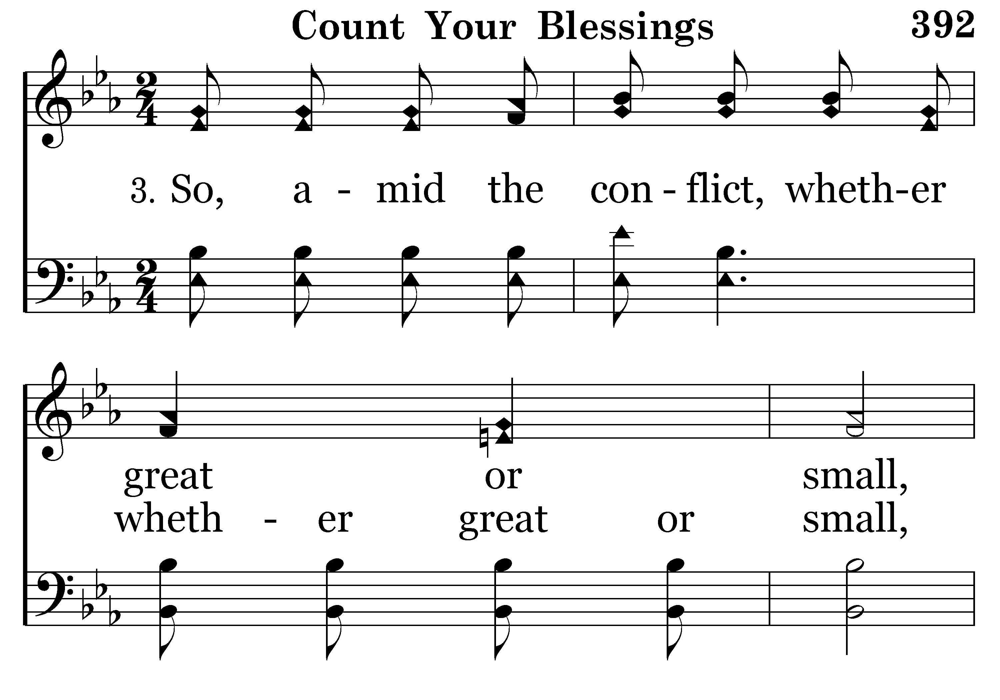 Count Your Blessings 392
3. So, a - mid the con - flict, wheth-er
great or small,
wheth - er great or small,